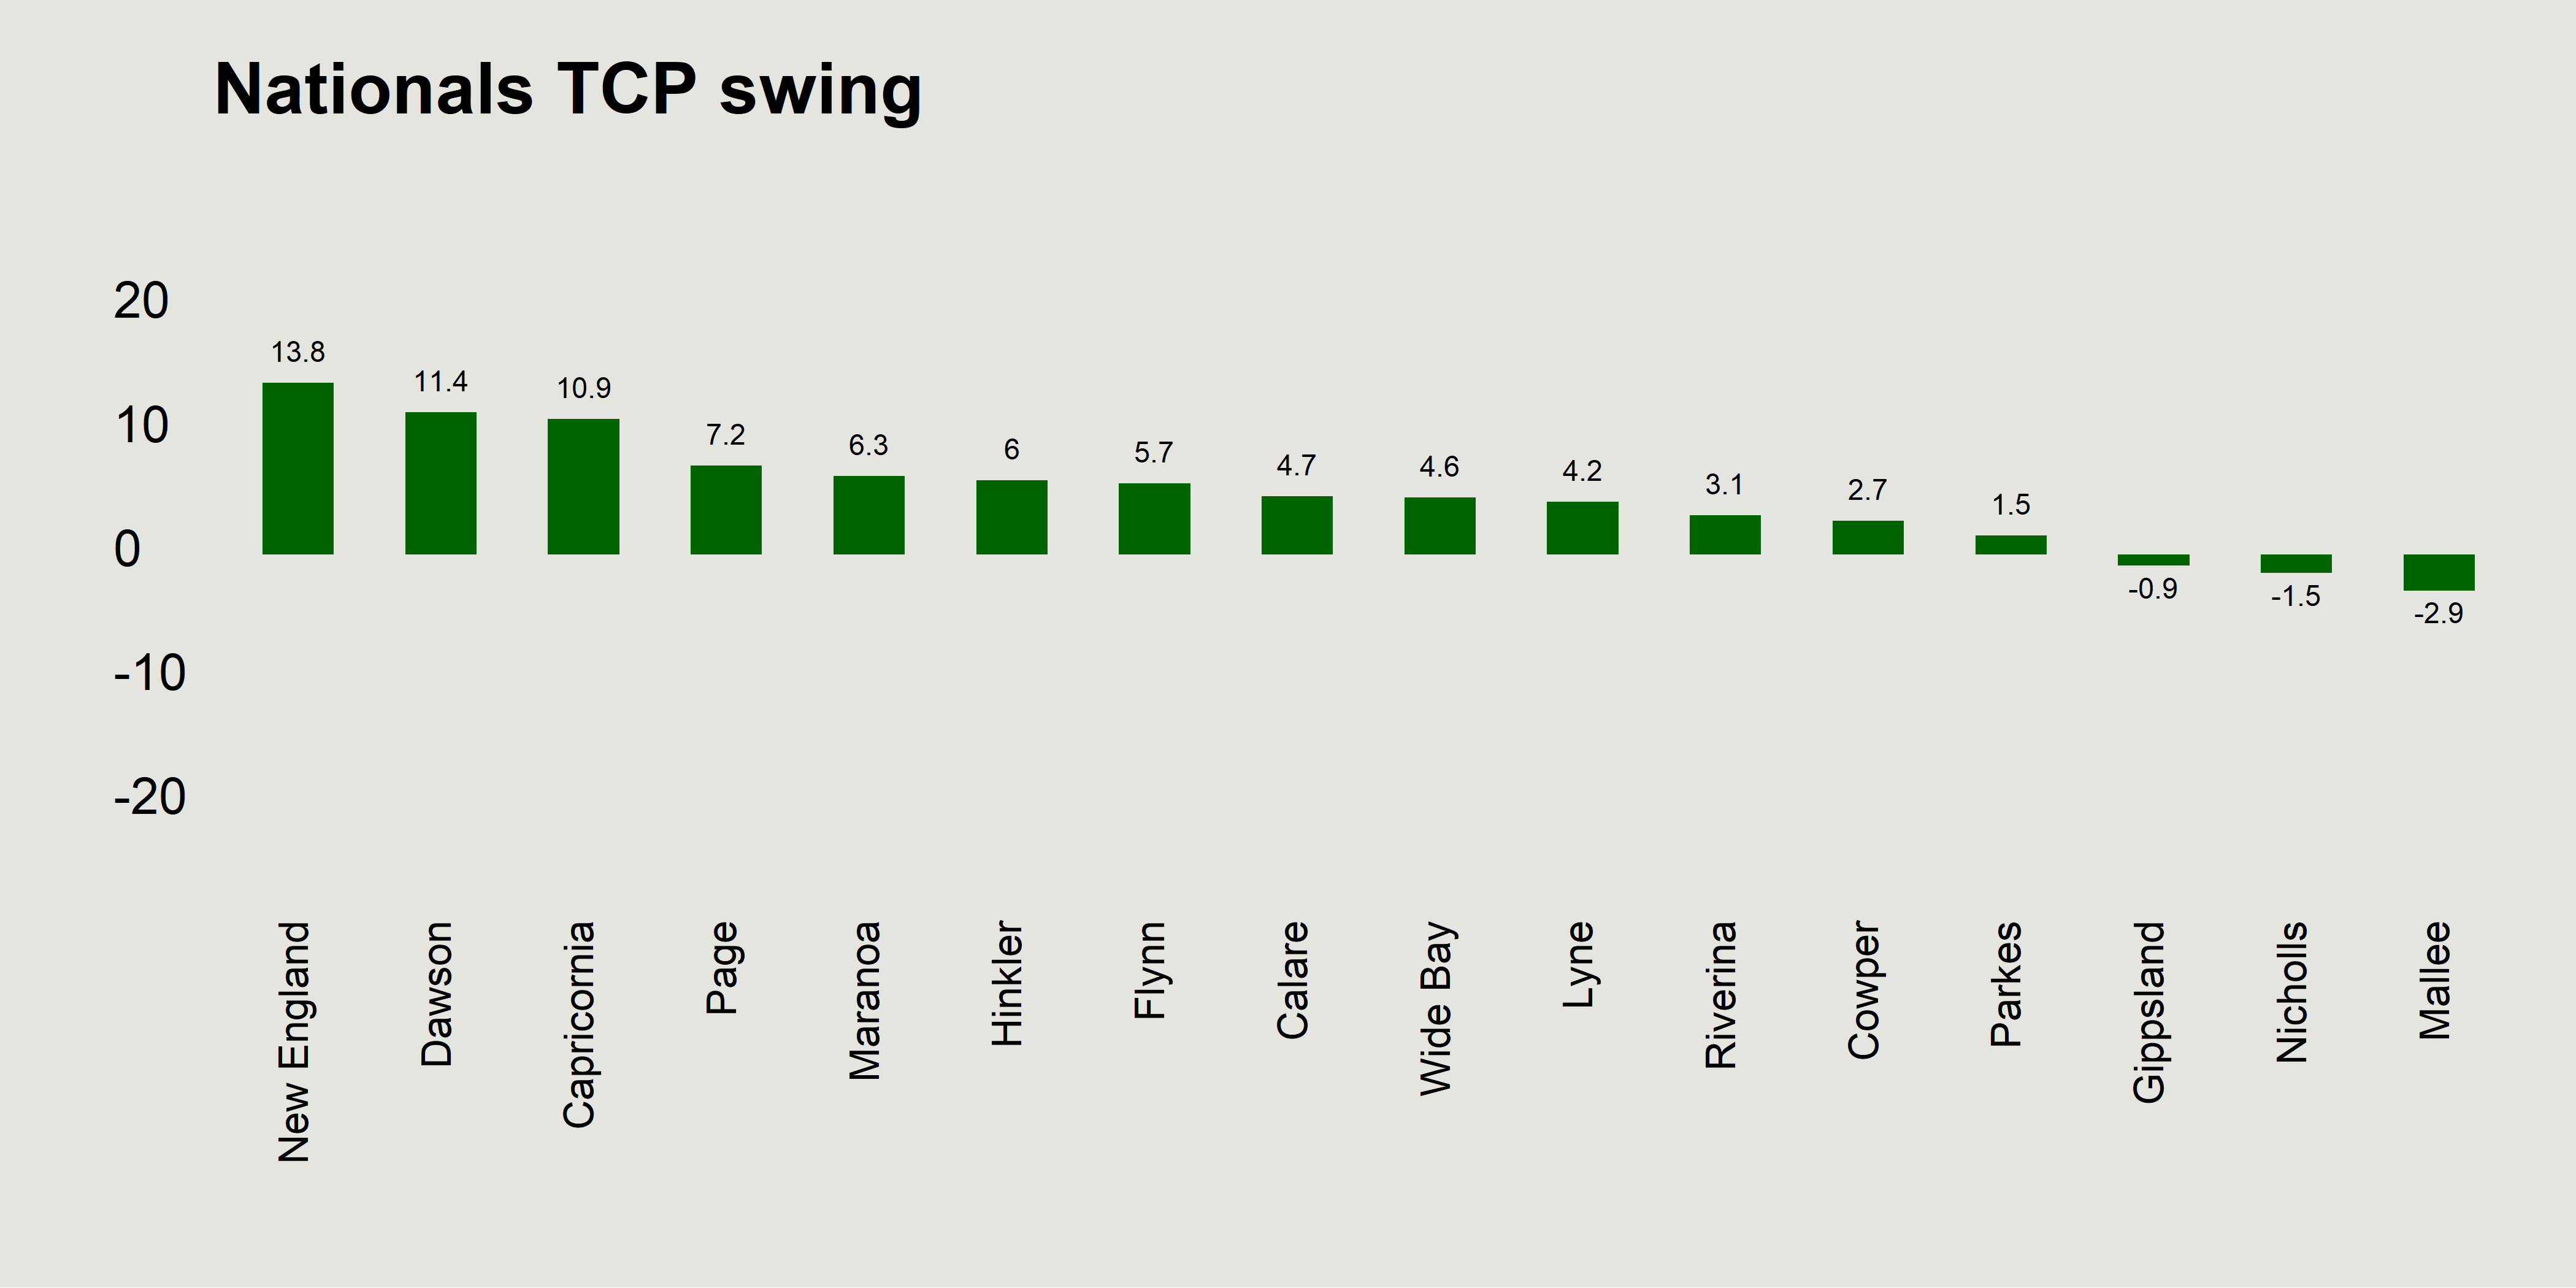 Nationals TCP swing
20
10
0
-10
-20
13.8
11.4
10.9
7.2
6.3
6
5.7
4.7
4.6
4.2
3.1
2.7
1.5
-0.9
-1.5
-2.9
New England
Dawson
Capricornia
Page
Maranoa
Hinkler
Flynn
Calare
Wide Bay
Lyne
Riverina
Cowper
Parkes
Gippsland
Nicholls
Mallee